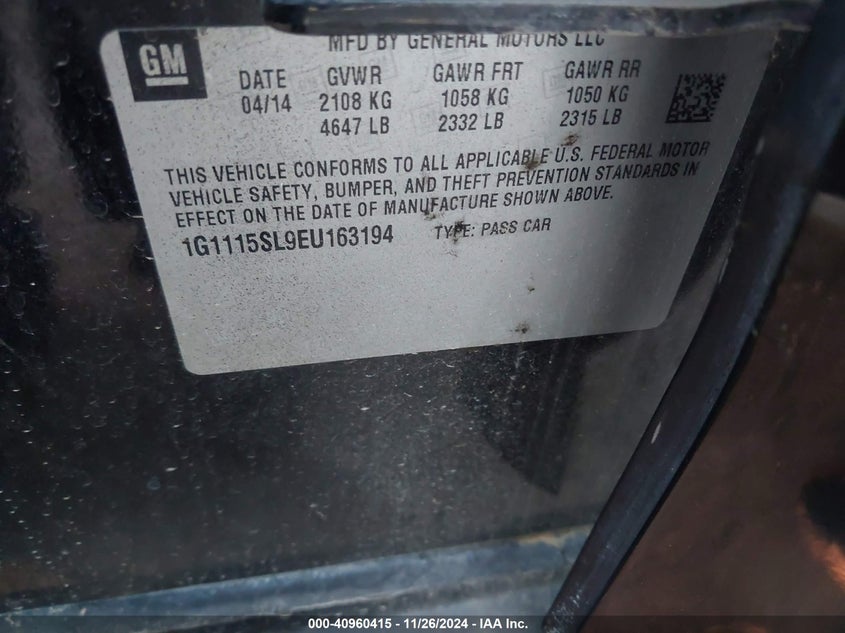 GM
MFD BY GENERAL MOTORS LLC
DATE GVWR GAWR FRT GAWR RR
04/14 2108 KG 1058 KG 1050 KG
4647 LB 2332 LB 2315 LB
THIS VEHICLE CONFORMS TO ALL APPLICABLE U.S. FEDERAL MOTOR
VEHICLE SAFETY, BUMPER, AND THEFT PREVENTION STANDARDS IN
EFFECT ON THE DATE OF MANUFACTURE SHOWN ABOVE.
1G1115SL9EU163194 TYPE: PASS CAR
000-40960415 - 11/26/2024 - IAA Inc.